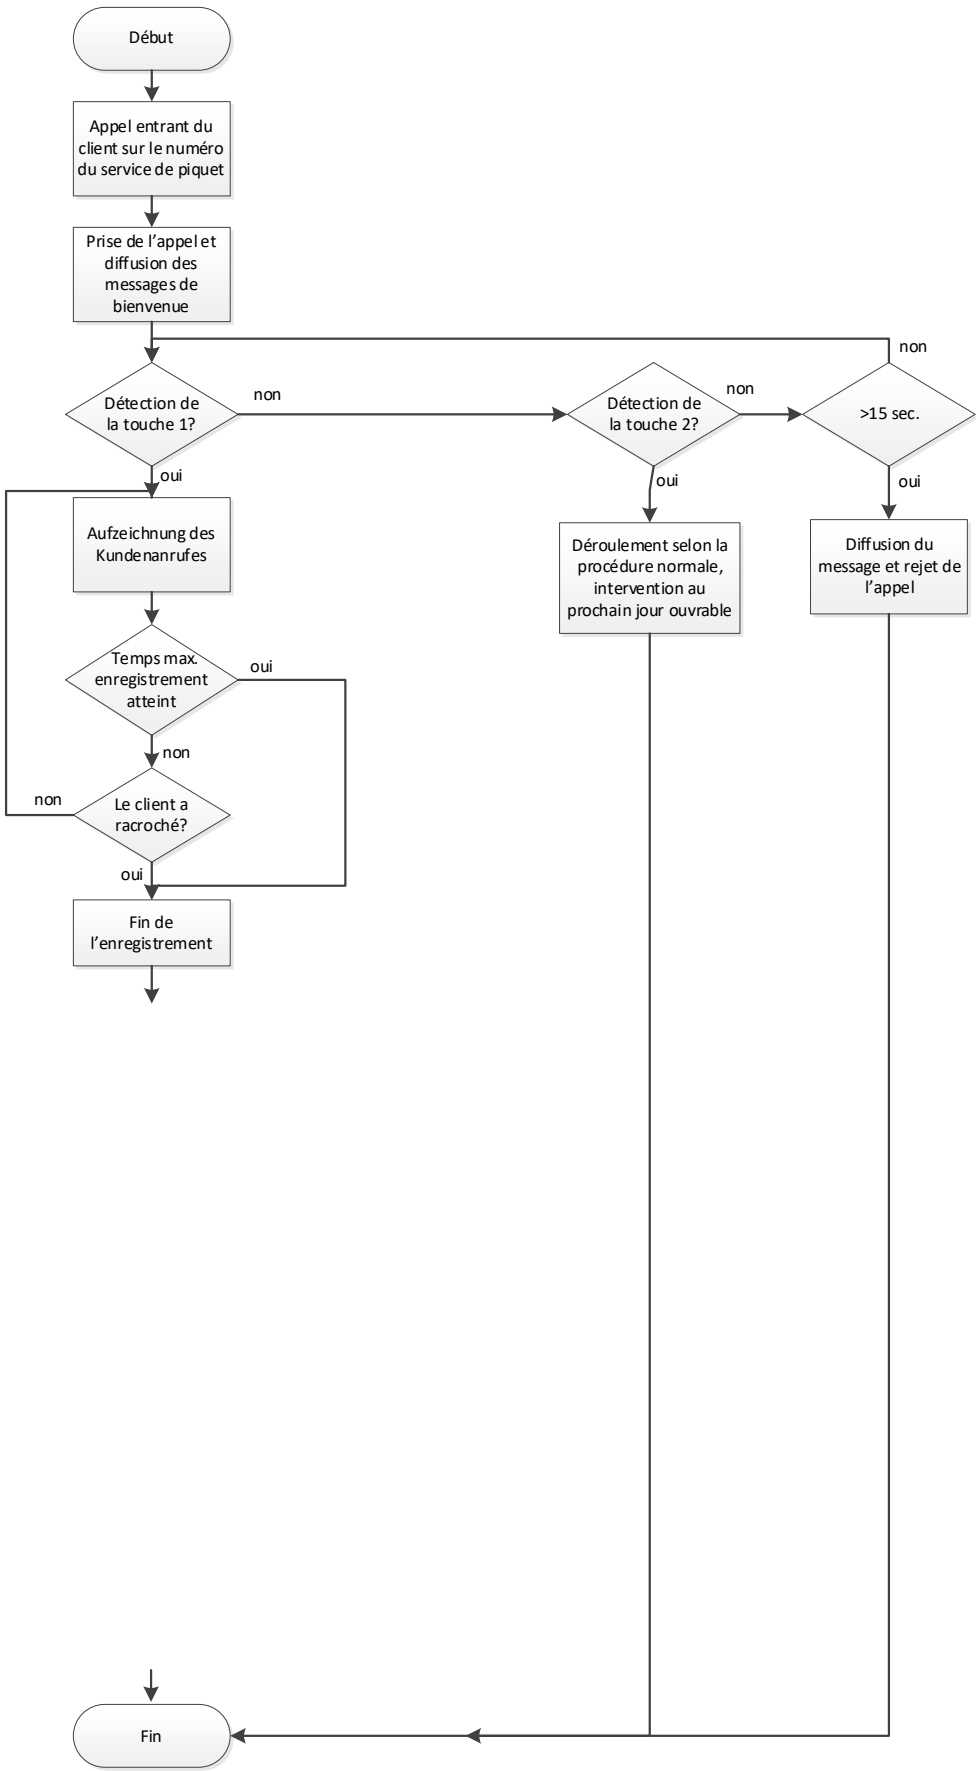 Début
Appel entrant du
client sur le numéro
du service de piquet
Prise de l'appel et
diffusion des
messages de
bienvenue
non
Détection de
la touche 1?
non
Détection de
la touche 2?
non
>15 sec.
oui
oui
oui
Aufzeichnung des
Kundenanrufes
Déroulement selon la
procédure normale,
intervention au
prochain jour ouvrable
Diffusion du
message et rejet de
l'appel
Temps max.
enregistrement
atteint
oui
non
non
Le client a
racroché?
oui
Fin de
l'enregistrement
Fin